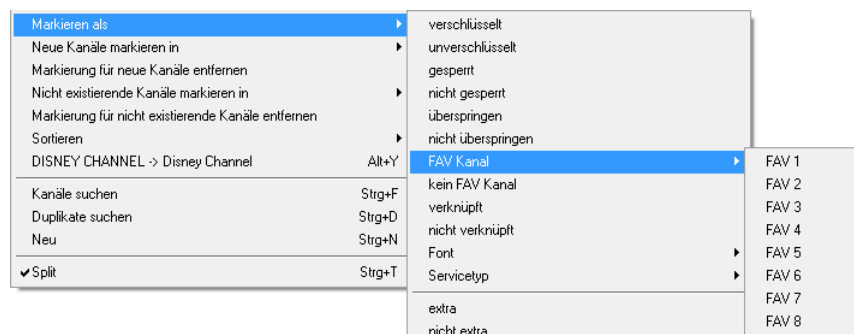 Markieren als
Neue Kanäle markieren in
Markierung für neue Kanäle entfernen
Nicht existierende Kanäle markieren in
Markierung für nicht existierende Kanäle entfernen
Sortieren
DISNEY CHANNEL -> Disney Channel Alt+Y
Kanäle suchen Strg+F
Duplikate suchen Strg+D
Neu Strg+N
Split Strg+T
verschlüsselt
unverschlüsselt
gesperrt
nicht gesperrt
überspringen
nicht überspringen
FAV Kanal
kein FAV Kanal
verknüpft
nicht verknüpft
Font
Servicetyp
extra
nicht extra
FAV 1
FAV 2
FAV 3
FAV 4
FAV 5
FAV 6
FAV 7
FAV 8